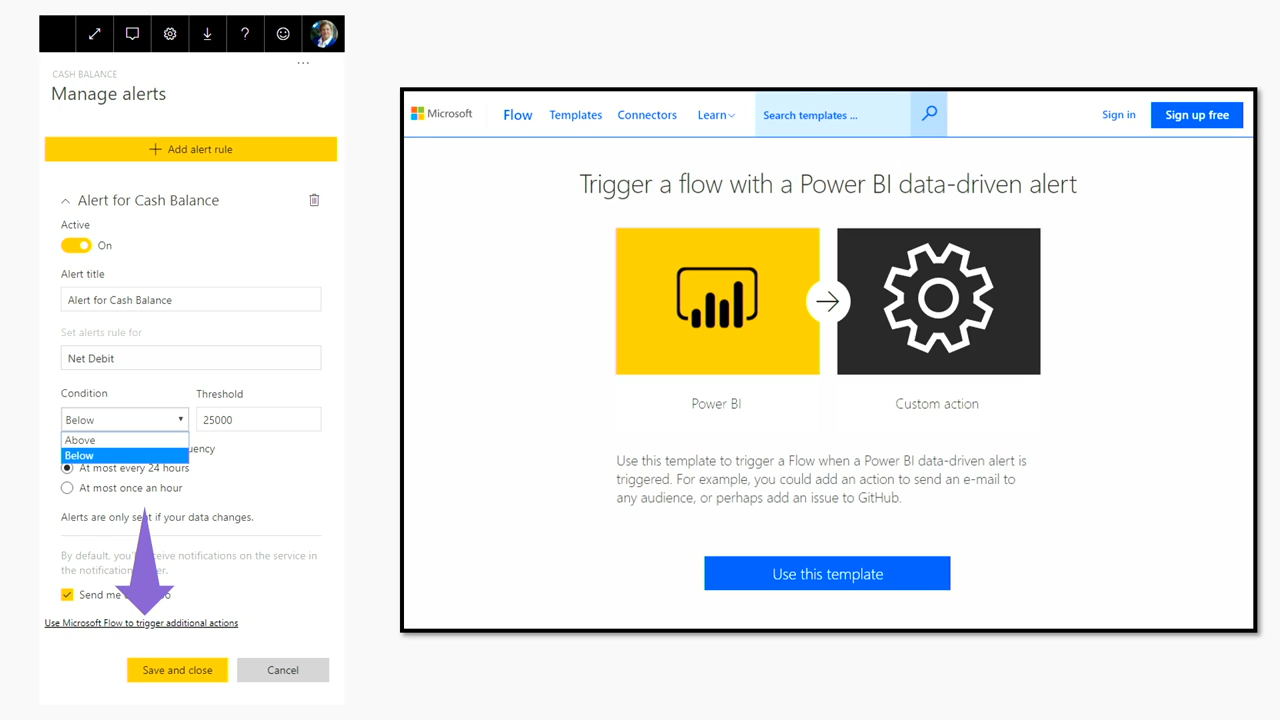 ?
CASH BALANCE
Manage alerts
+ Add alert rule
Alert for Cash Balance
Active
On
Alert title
Alert for Cash Balance
Set alerts rule for
Net Debit
Condition
Threshold
Below
25000
Above
Below
At most every 24 hours
At most once an hour
Alerts are only sent if your data changes.
By default, you'll receive notifications on the service in
the notification
Send me
Use Microsoft Flow to trigger additional actions
Save and close
Cancel
Microsoft
Flow
Templates
Connectors
Learn
Search templates ...
Sign in
Sign up free
Trigger a flow with a Power BI data-driven alert
Power BI
Custom action
Use this template to trigger a Flow when a Power BI data-driven alert is
triggered. For example, you could add an action to send an e-mail to
any audience, or perhaps add an issue to GitHub.
Use this template